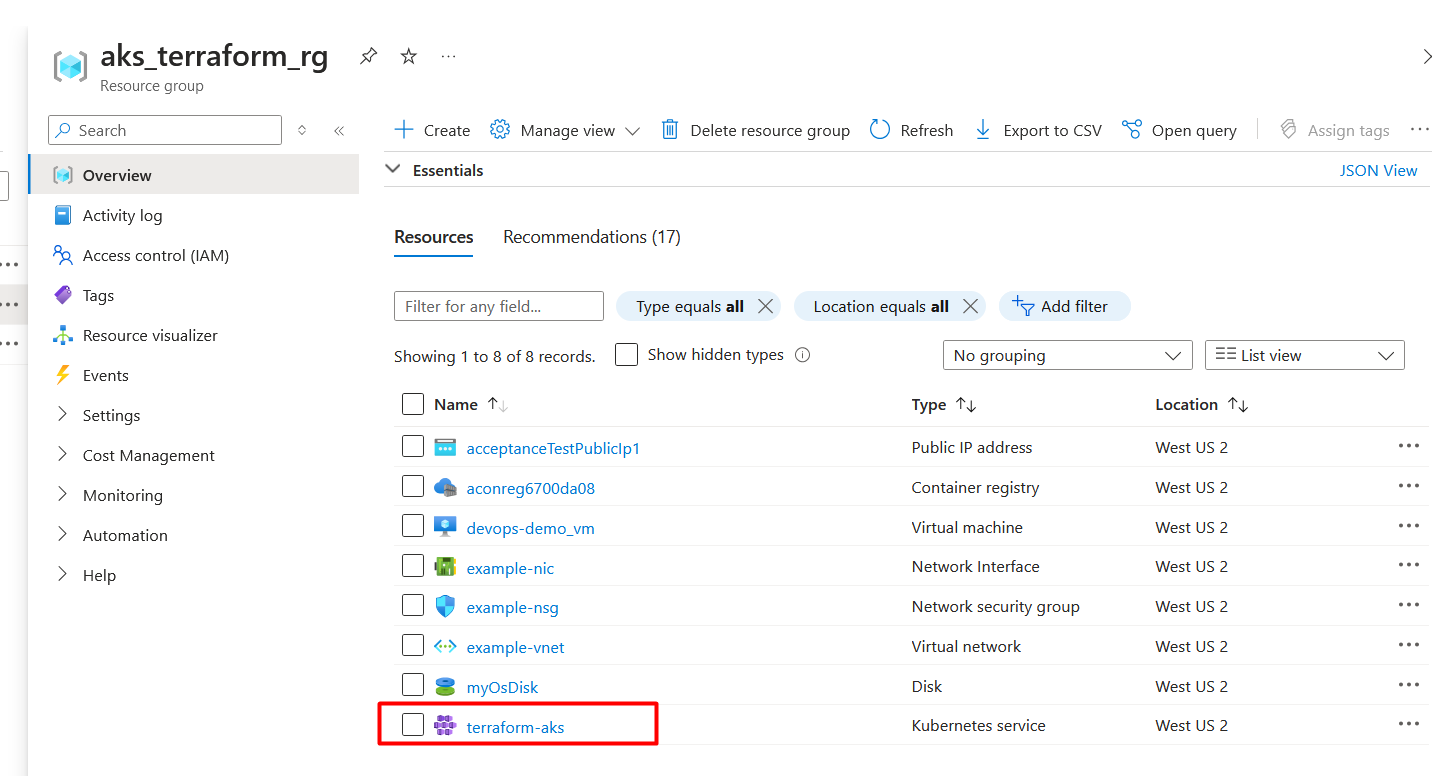 aks_terraform_rg
Resource group
Search
Overview
Activity log
Access control (IAM)
Tags
Resource visualizer
Events
Settings
Cost Management
Monitoring
Automation
Help
Create Manage view Delete resource group Refresh Export to CSV Open query Assign tags
Essentials JSON View
Resources Recommendations (17)
Filter for any field... Type equals all Location equals all Add filter
Showing 1 to 8 of 8 records. Show hidden types No grouping List view
Name Type Location
acceptanceTestPublicIp1 Public IP address West US 2
aconreg6700da08 Container registry West US 2
devops-demo_vm Virtual machine West US 2
example-nic Network Interface West US 2
example-nsg Network security group West US 2
example-vnet Virtual network West US 2
myOsDisk Disk West US 2
terraform-aks Kubernetes service West US 2